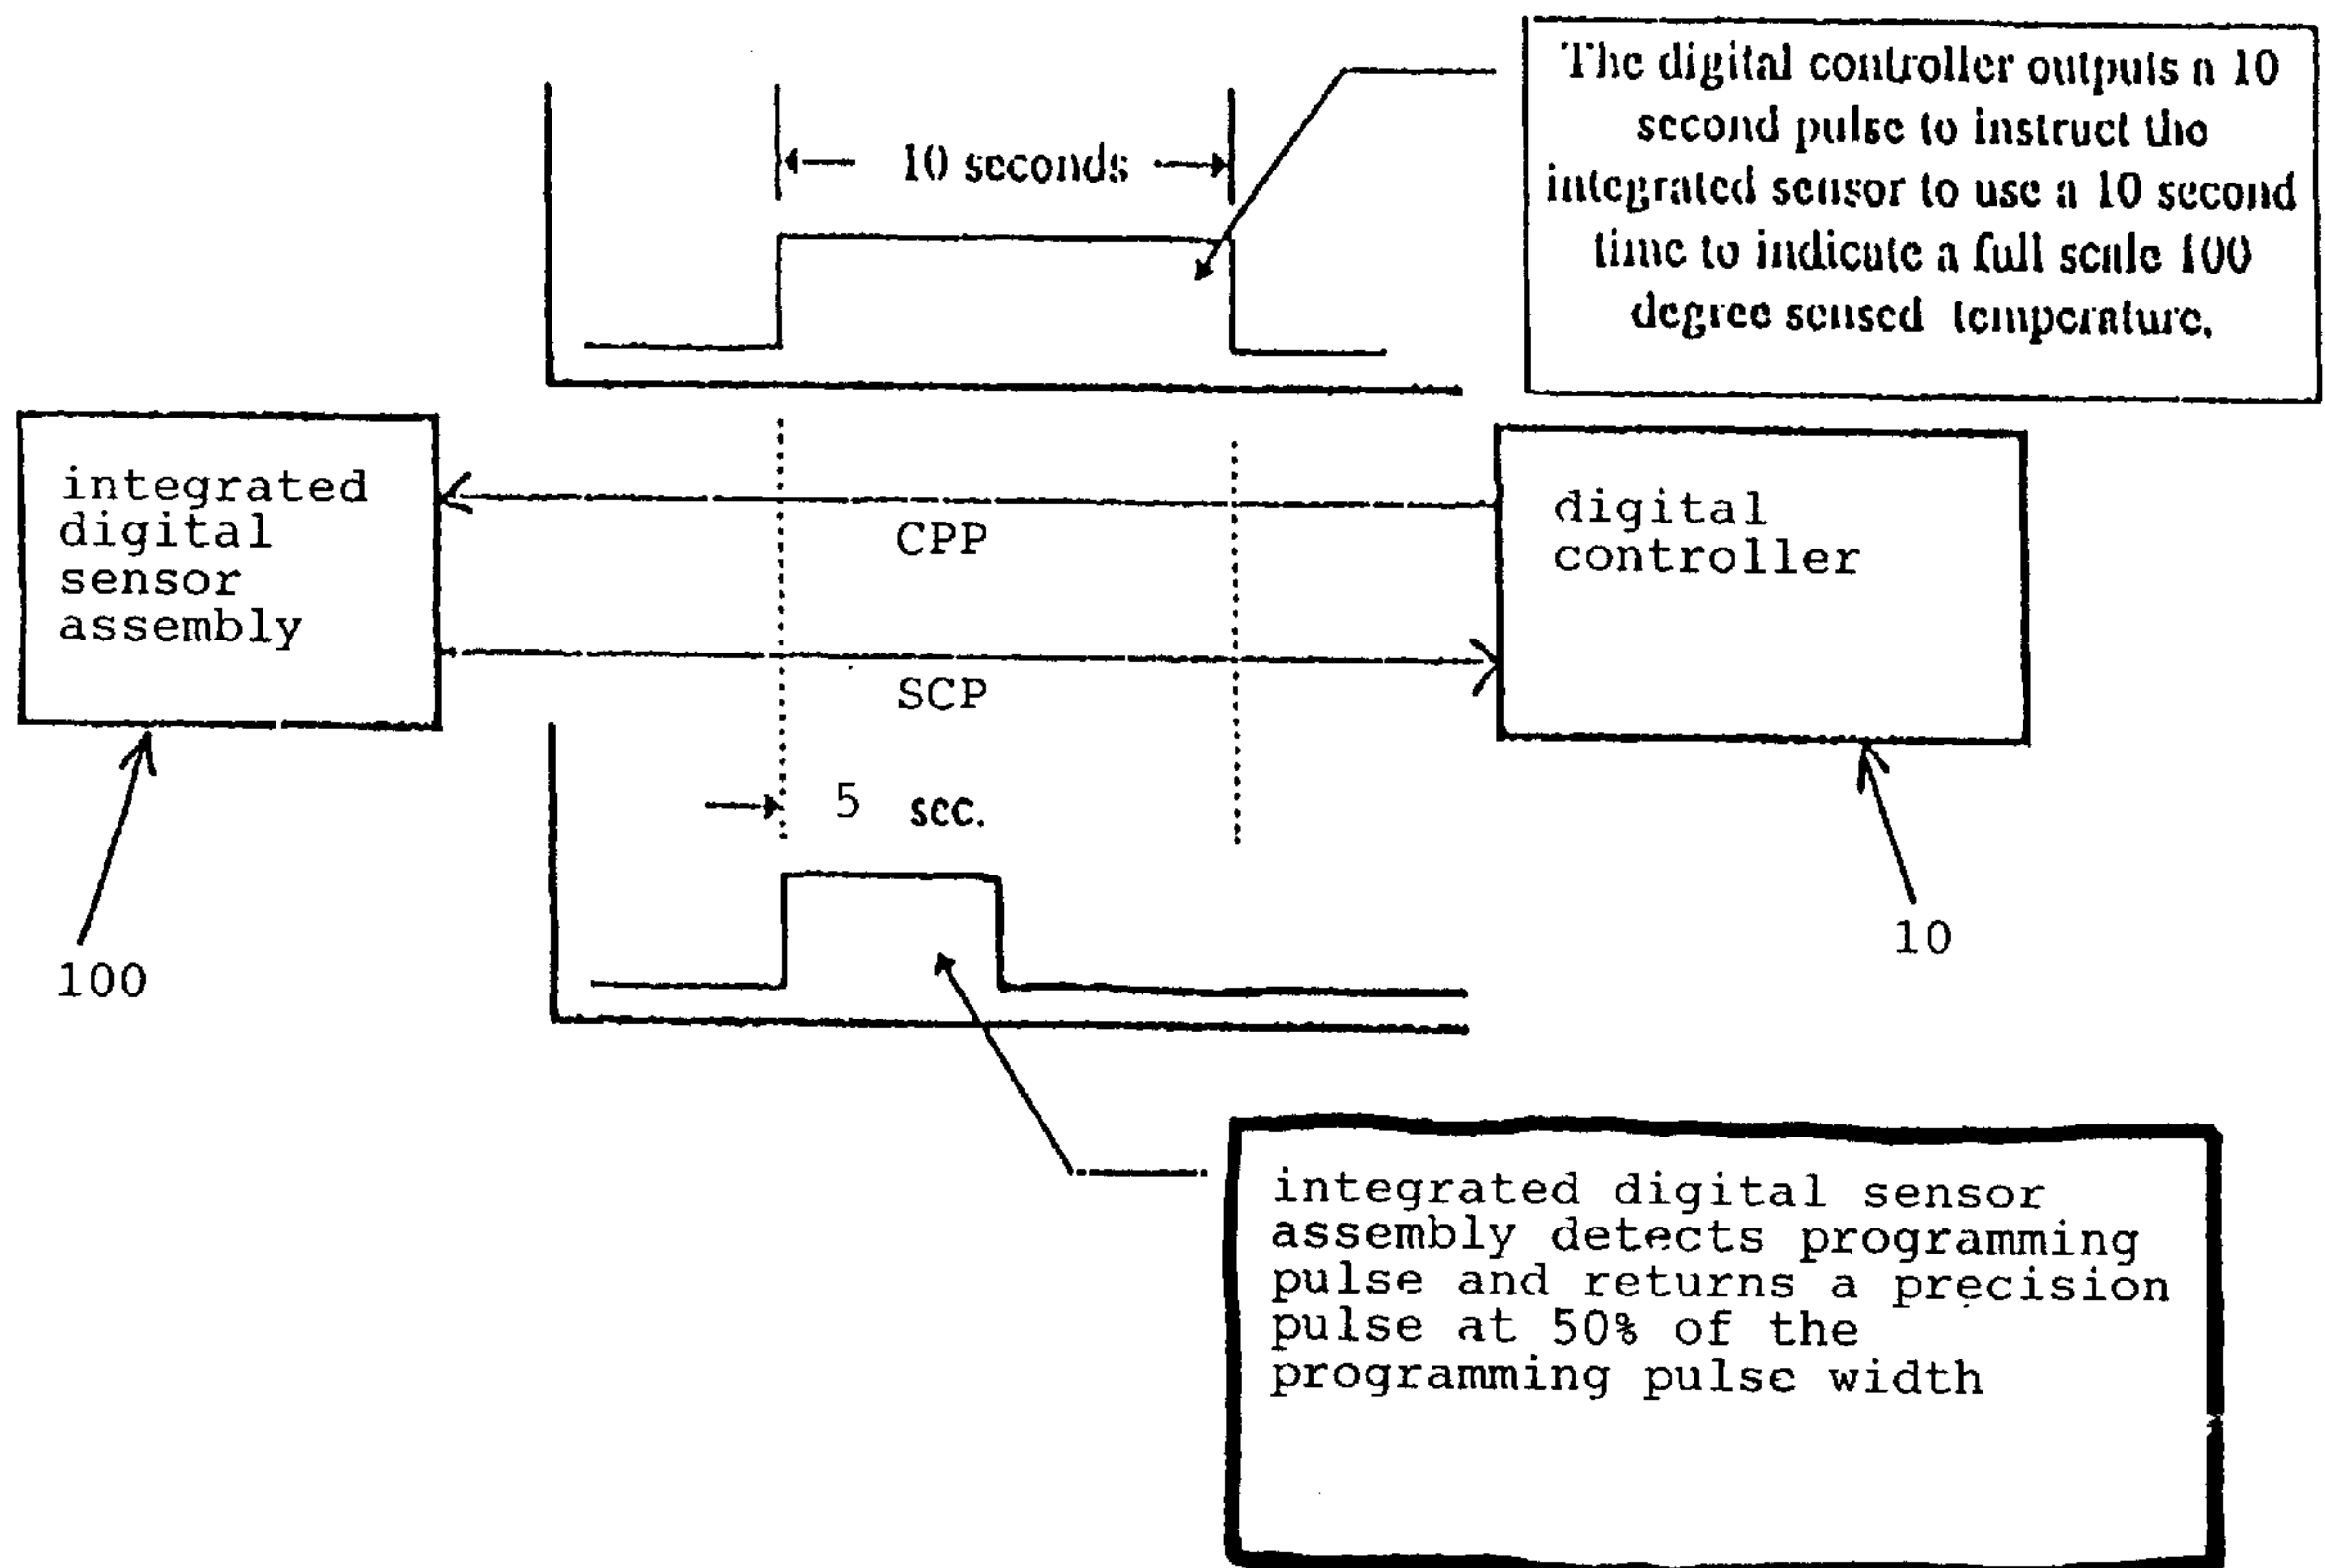 The digital controller outputs a 10
second pulse to instruct the
integrated sensor to use a 10 second
time to indicate a full scale 100
degree sensed temperature.
10 seconds
integrated
digital
sensor
assembly
CPP
digital
controller
SCP
5 sec.
100
10
integrated digital sensor
assembly detects programming
pulse and returns a precision
pulse at 50% of the
programming pulse width